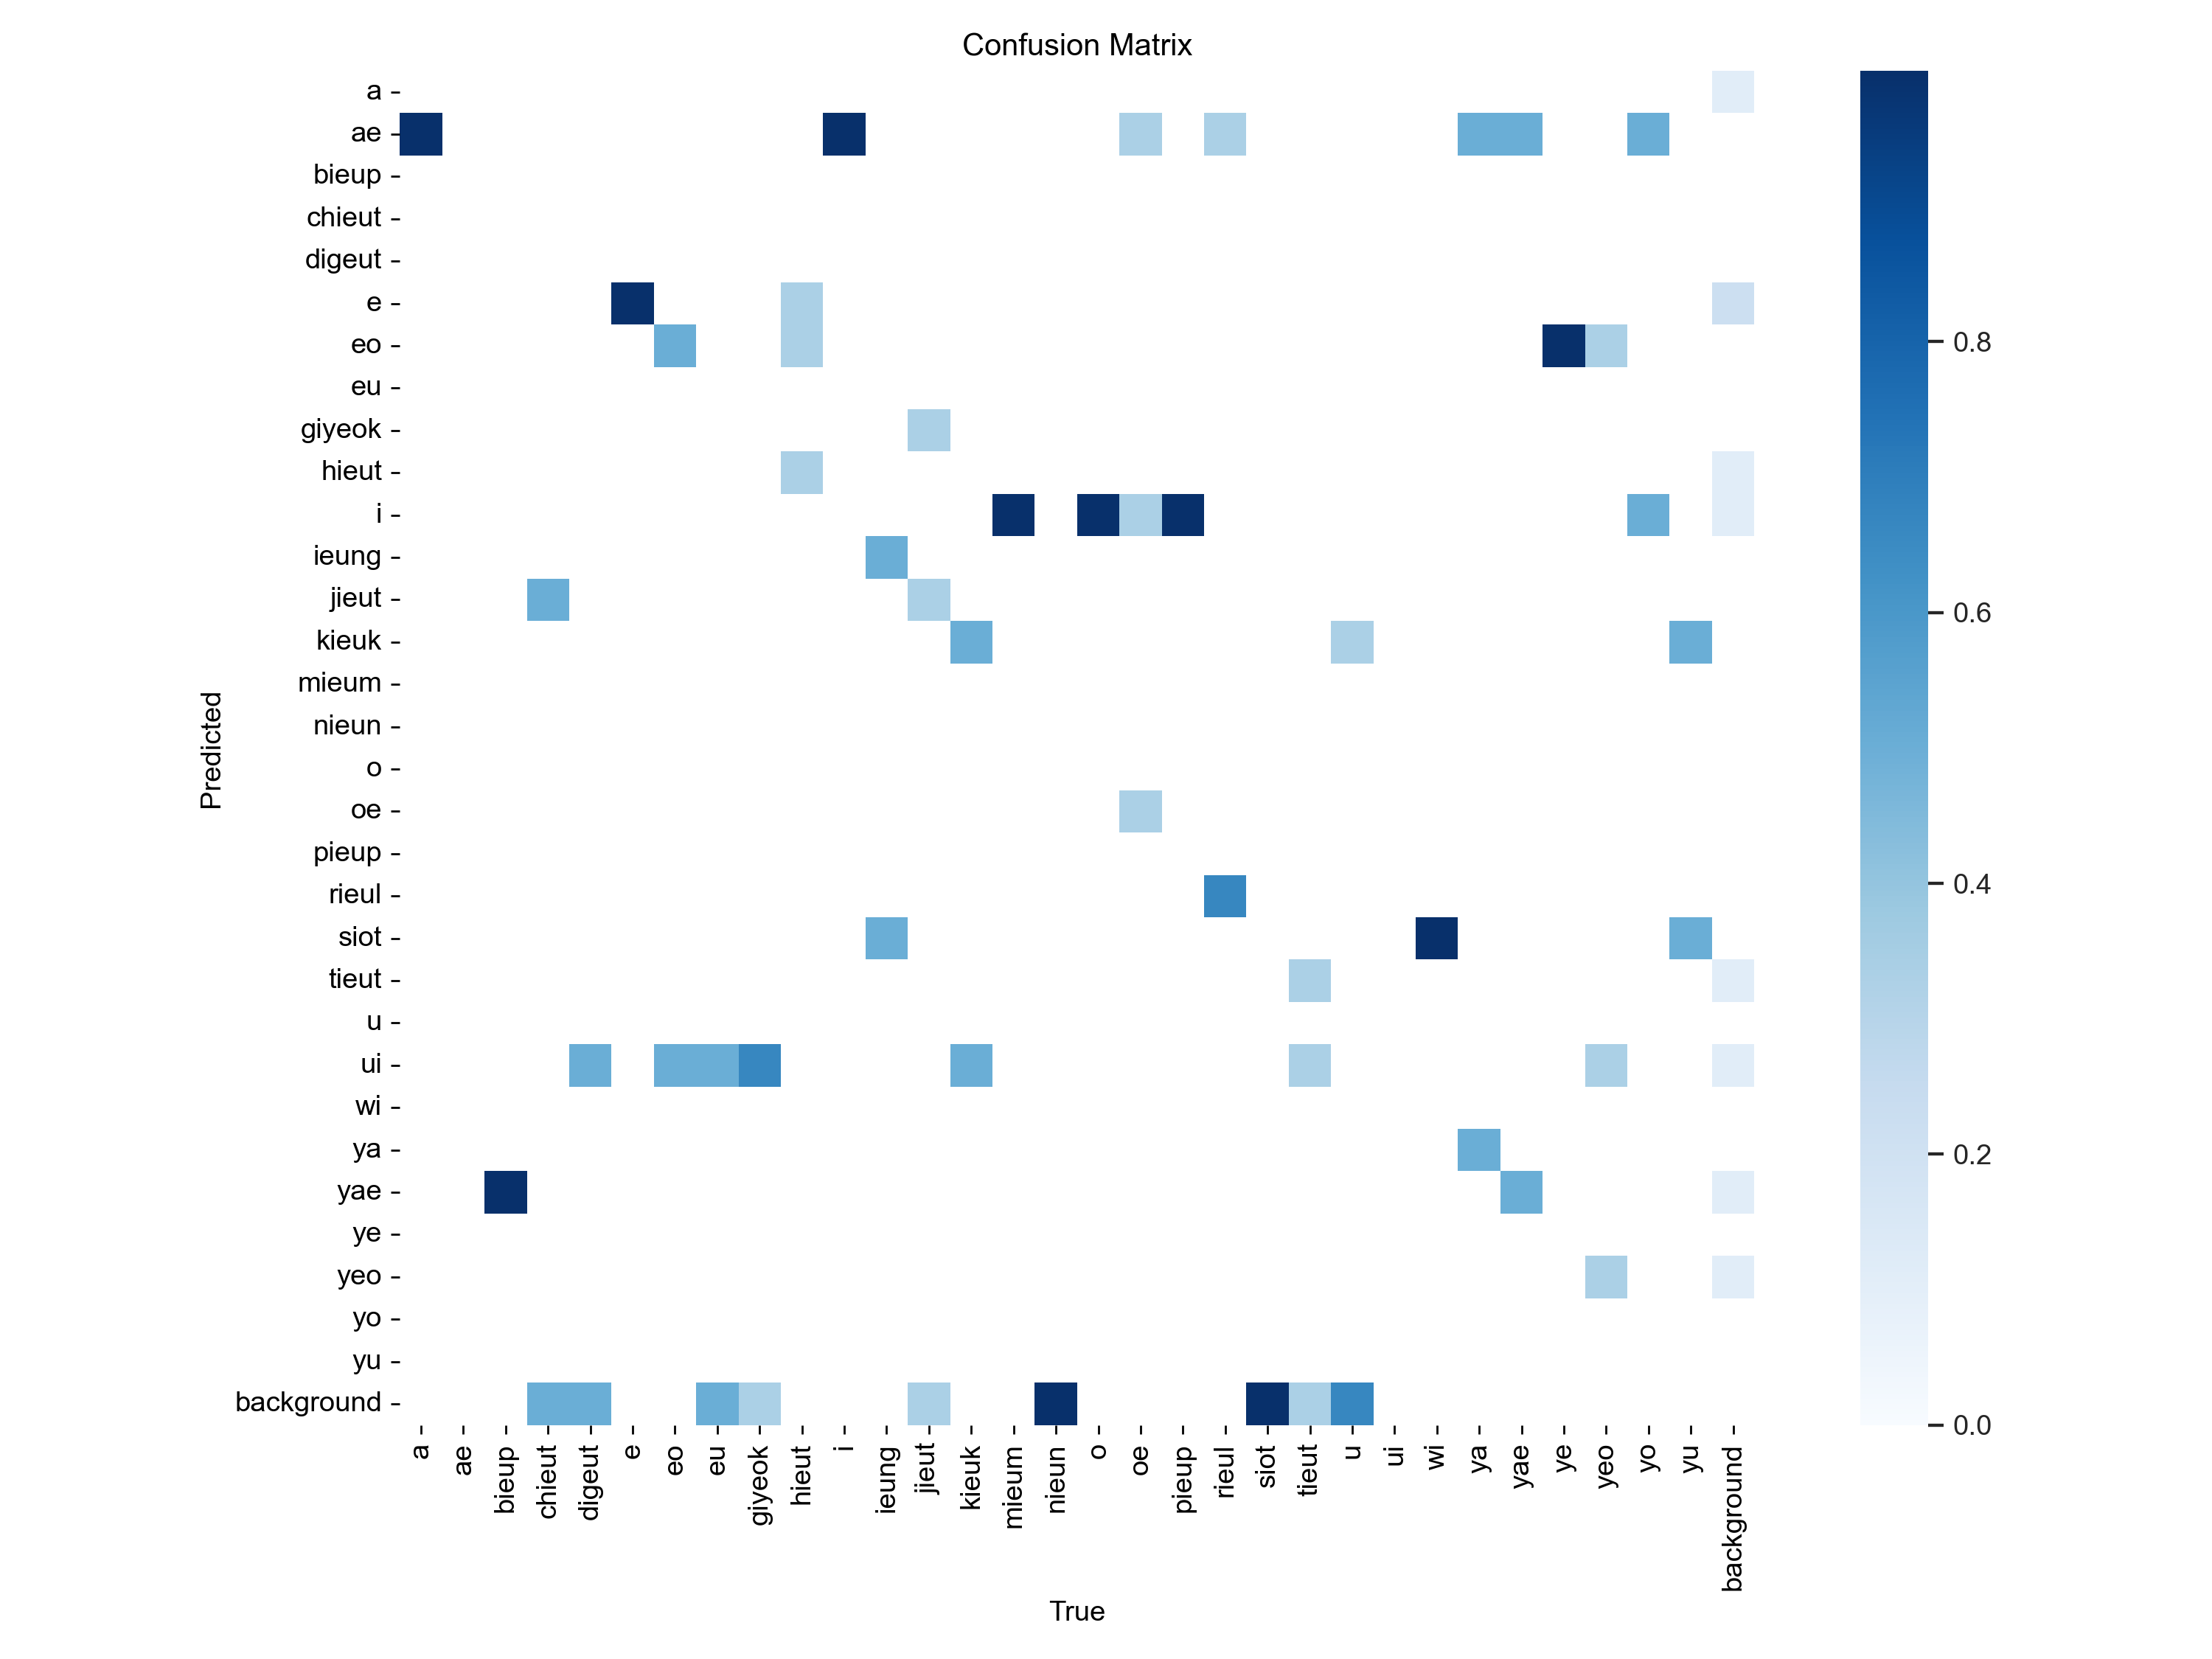 Confusion Matrix
a
ae
bieup
chieut
digeut
e
eo
eu
giyeok
hieut
i
ieung
jieut
kieuk
mieum
nieun
o
oe
pieup
rieul
siot
tieut
u
ui
wi
ya
yae
ye
yeo
yo
yu
background
Predicted
a ae bieup chieut digeut e eo eu giyeok hieut i ieung jieut kieuk mieum nieun o oe pieup rieul siot tieut u ui wi ya yae ye yeo yo yu background
True
0.8
0.6
0.4
0.2
0.0